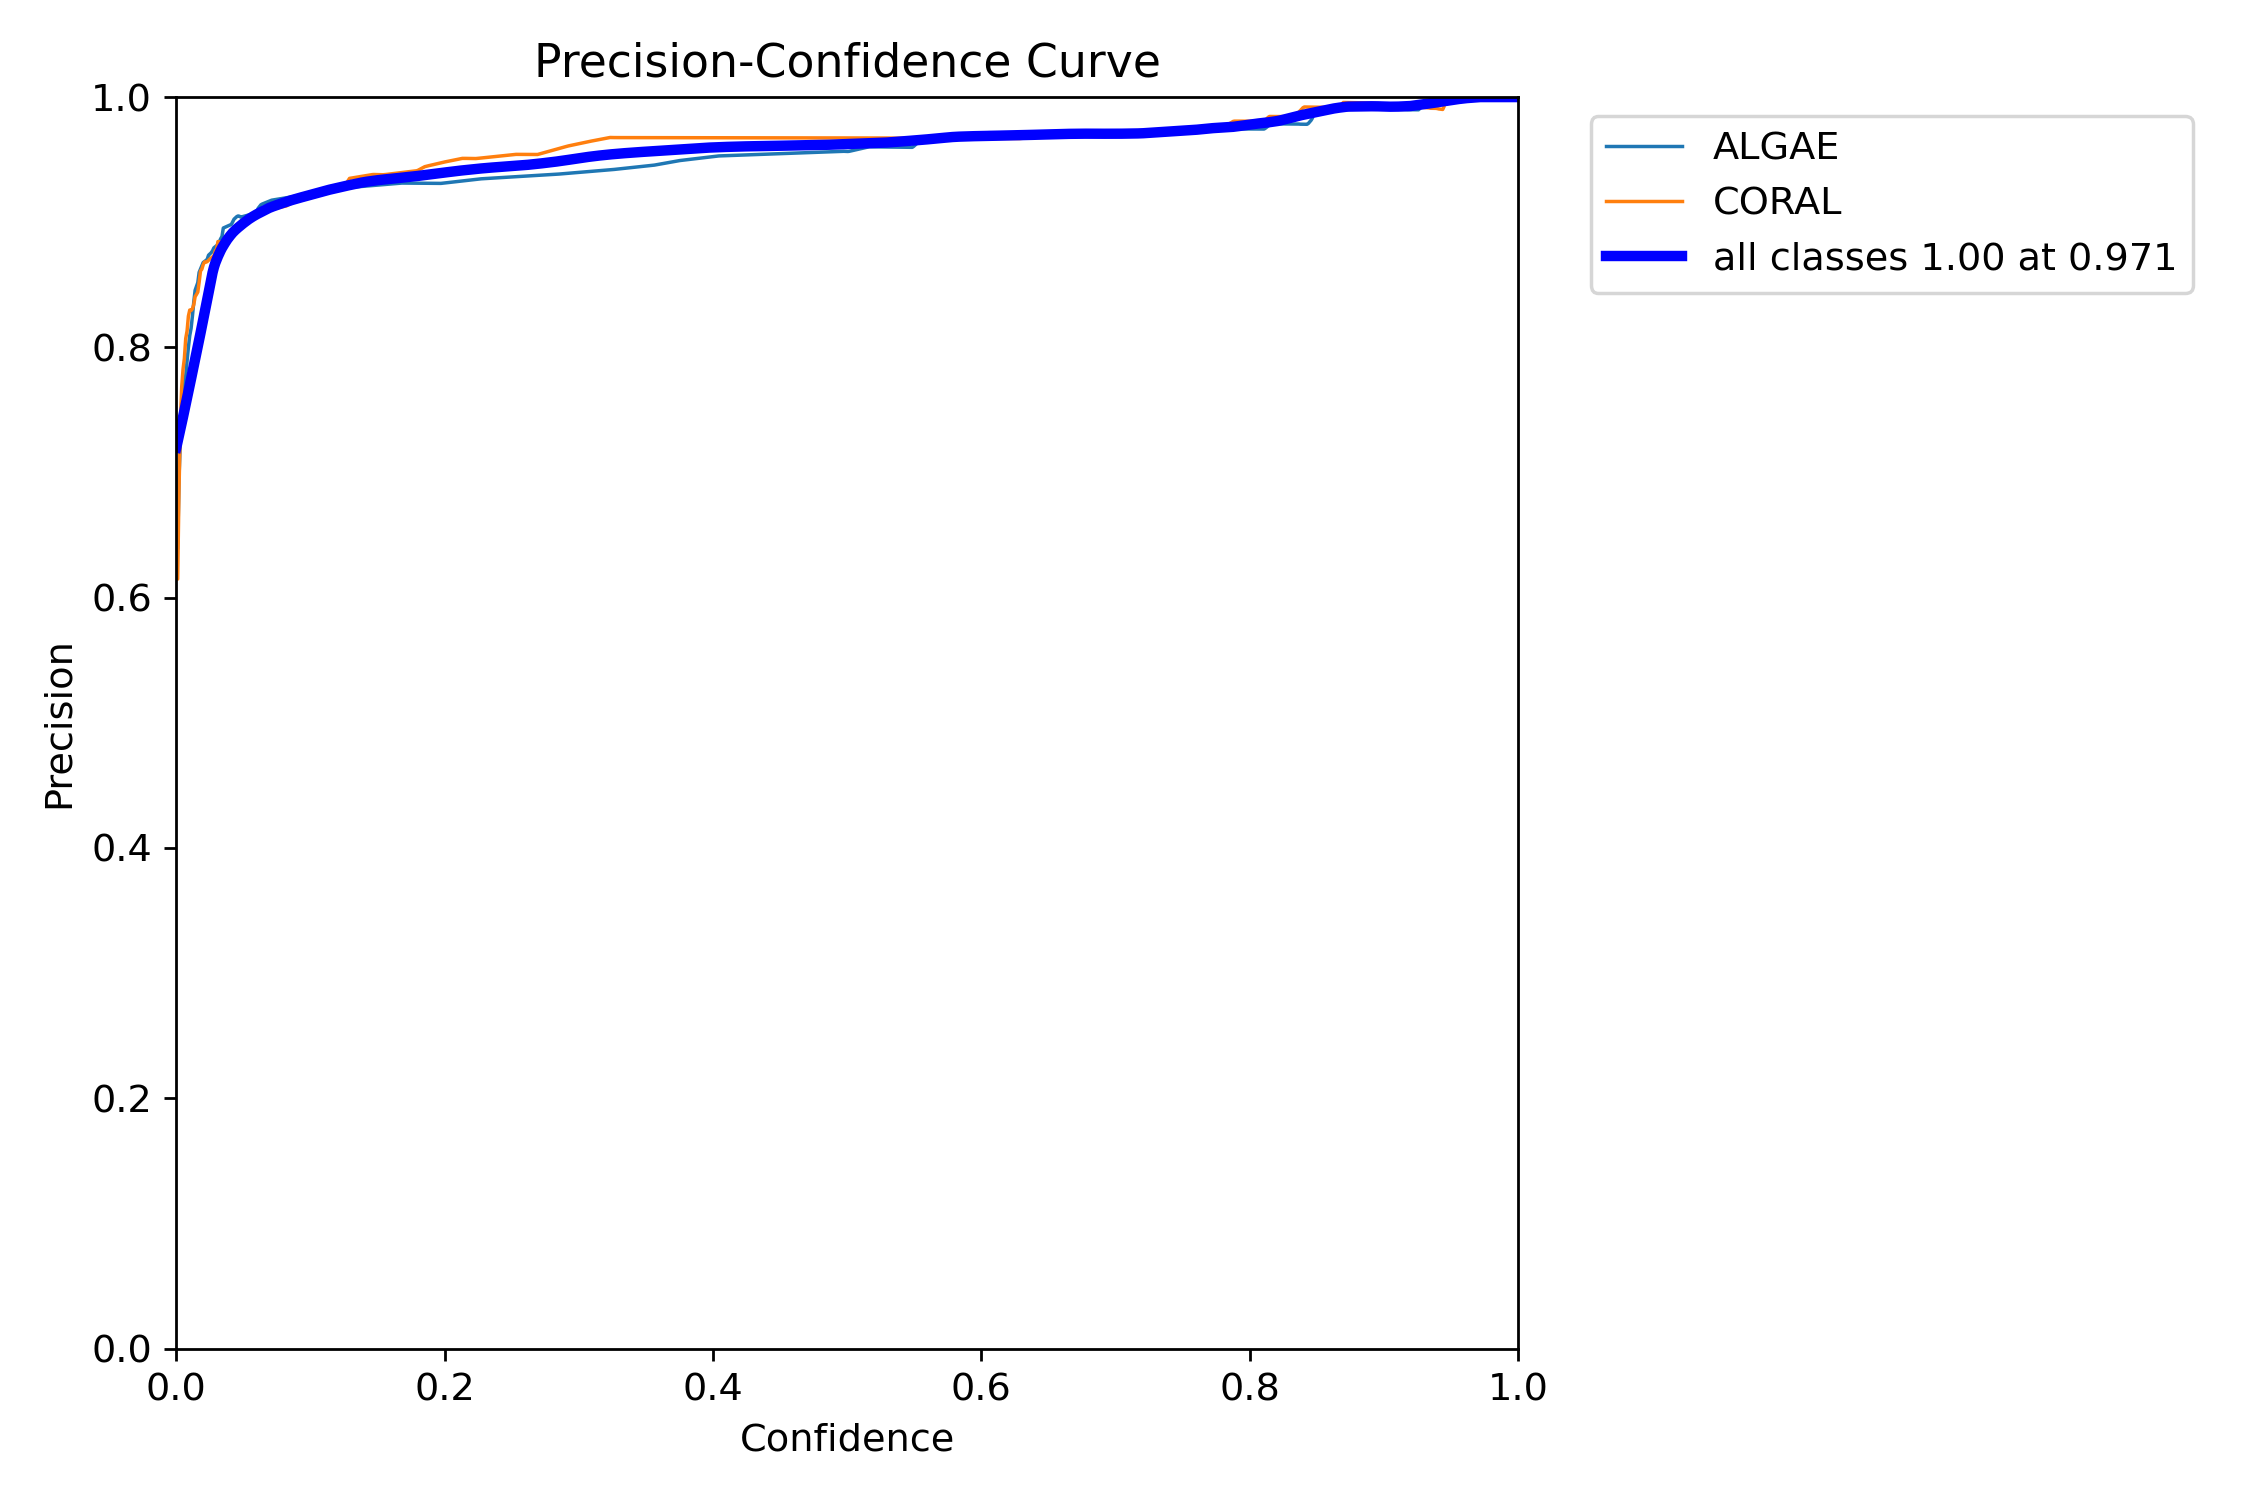 Precision-Confidence Curve
1.0
0.8
0.6
0.4
0.2
0.0
Precision
0.0 0.2 0.4 0.6 0.8 1.0
Confidence
ALGAE
CORAL
all classes 1.00 at 0.971